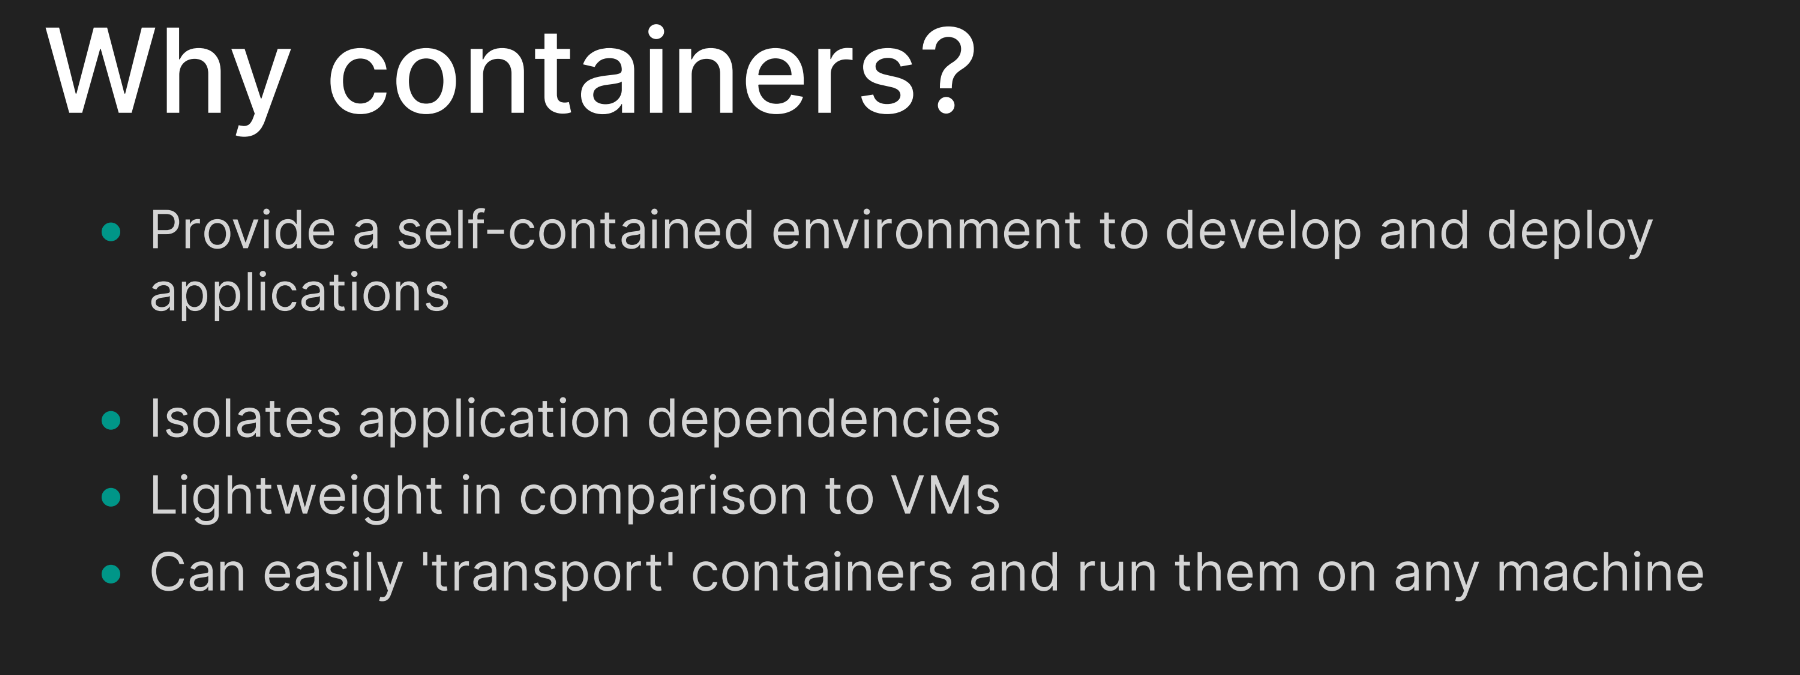 Why containers?
• Provide a self-contained environment to develop and deploy
applications
• Isolates application dependencies
• Lightweight in comparison to VMs
• Can easily 'transport' containers and run them on any machine